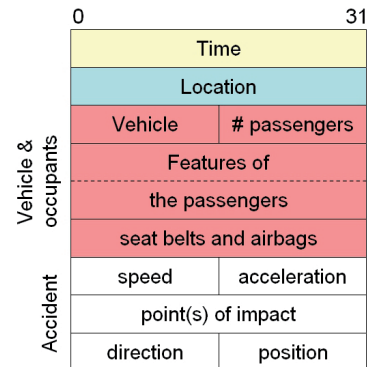 0 31
Time
Location
Vehicle # passengers
Features of
the passengers
seat belts and airbags
Vehicle &
occupants
speed acceleration
point(s) of impact
direction position
Accident